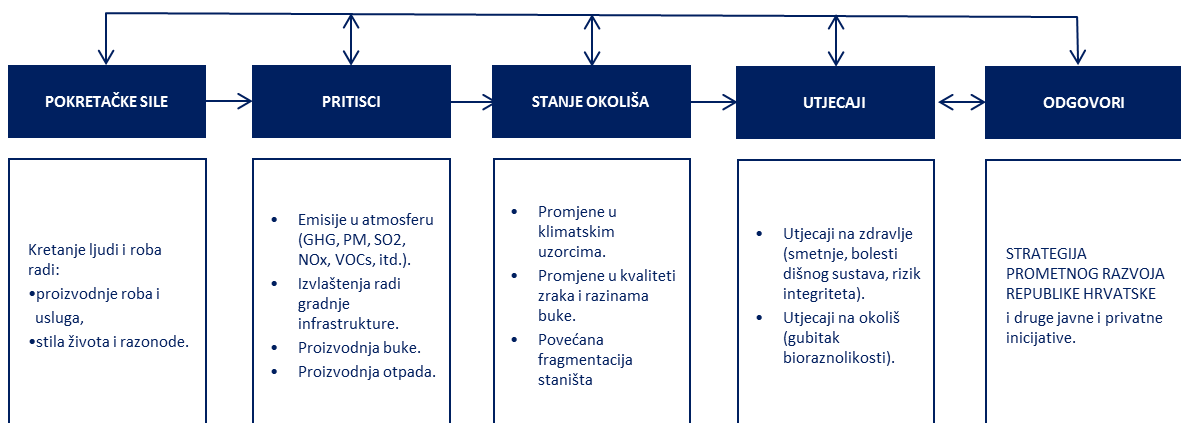 POKRETAČKE SILE
PRITISCI
STANJE OKOLIŠA
UTJECAJI
ODGOVORI
Kretanje ljudi i roba
radi:
•proizvodnje roba i
usluga,
•stila života i razonode.
• Emisije u atmosferu
(GHG, PM, SO2,
NOx, VOCs, itd.).
• Izvlaštenja radi
gradnje
infrastrukture.
• Proizvodnja buke.
• Proizvodnja otpada.
• Promjene u
klimatskim
uzorcima.
• Promjene u kvaliteti
zraka i razinama
buke.
• Povećana
fragmentacija
staništa
• Utjecaji na zdravlje
(smetnje, bolesti
dišnog sustava, rizik
integriteta).
• Utjecaji na okoliš
(gubitak
bioraznolikosti).
STRATEGIJA
PROMETNOG RAZVOJA
REPUBLIKE HRVATSKE
i druge javne i privatne
inicijative.